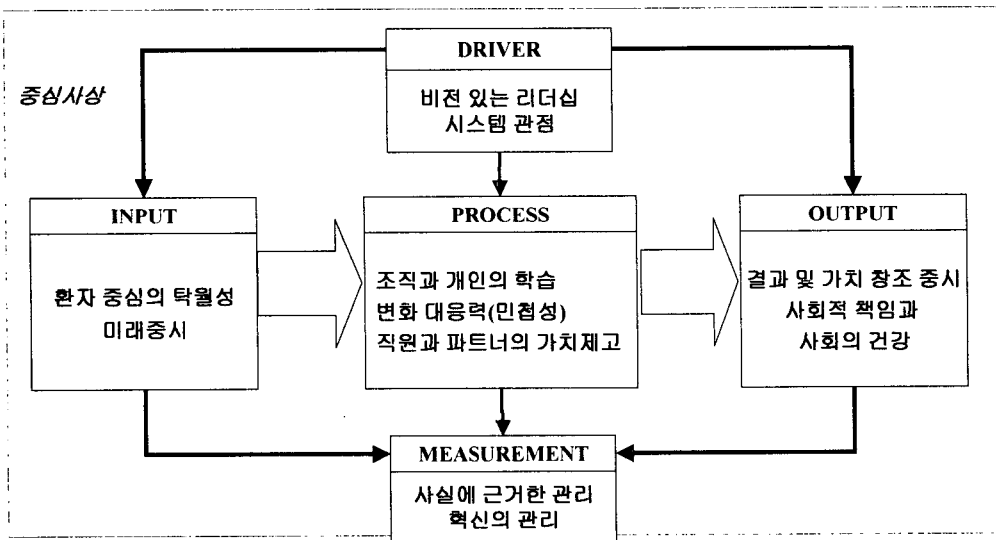 중심사상
DRIVER
비전 있는 리더십
시스템 관점
INPUT
환자 중심의 탁월성
미래중시
PROCESS
조직과 개인의 학습
변화 대응력(민첩성)
직원과 파트너의 가치제고
OUTPUT
결과 및 가치 창조 중시
사회적 책임과
사회의 건강
MEASUREMENT
사실에 근거한 관리
혁신의 관리